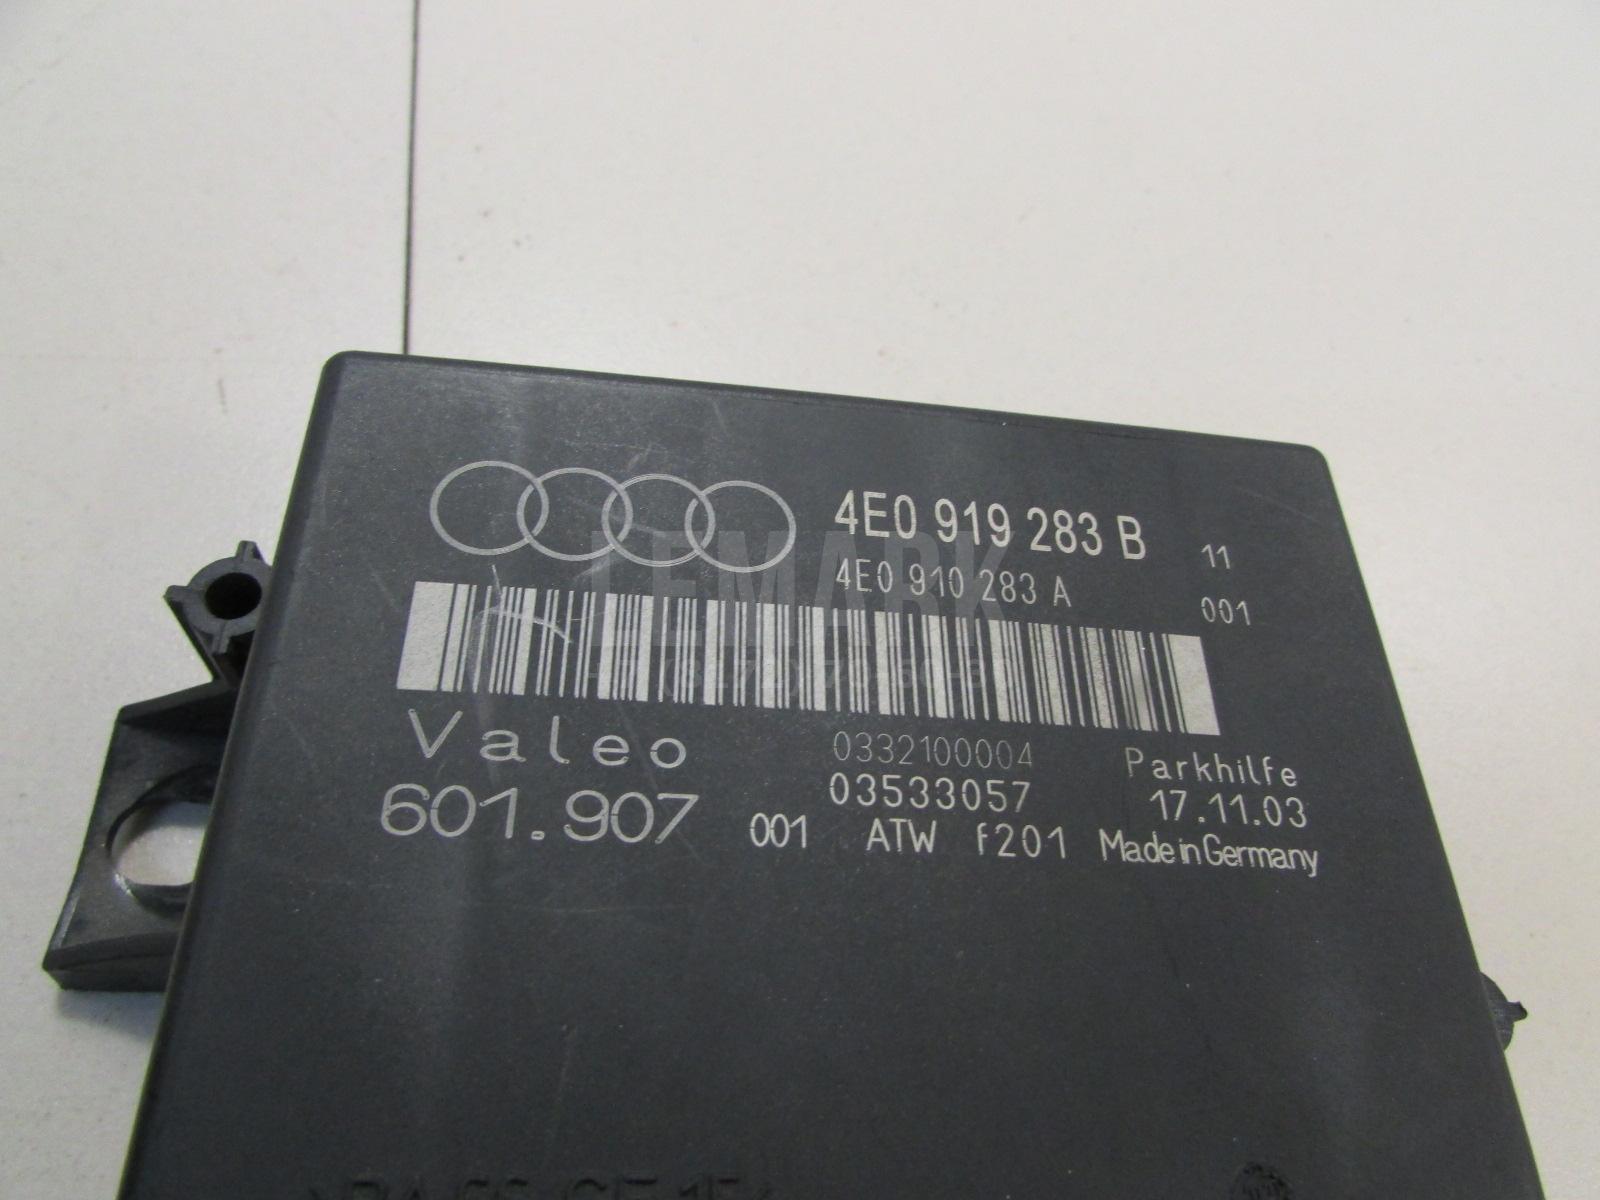 4E0 919 283 B 11
4E0 910 283 A 001
LEMARK
Valeo 0332100004 Parkhilfe
601.907 03533057 17.11.03
001 ATW f201 Made in Germany